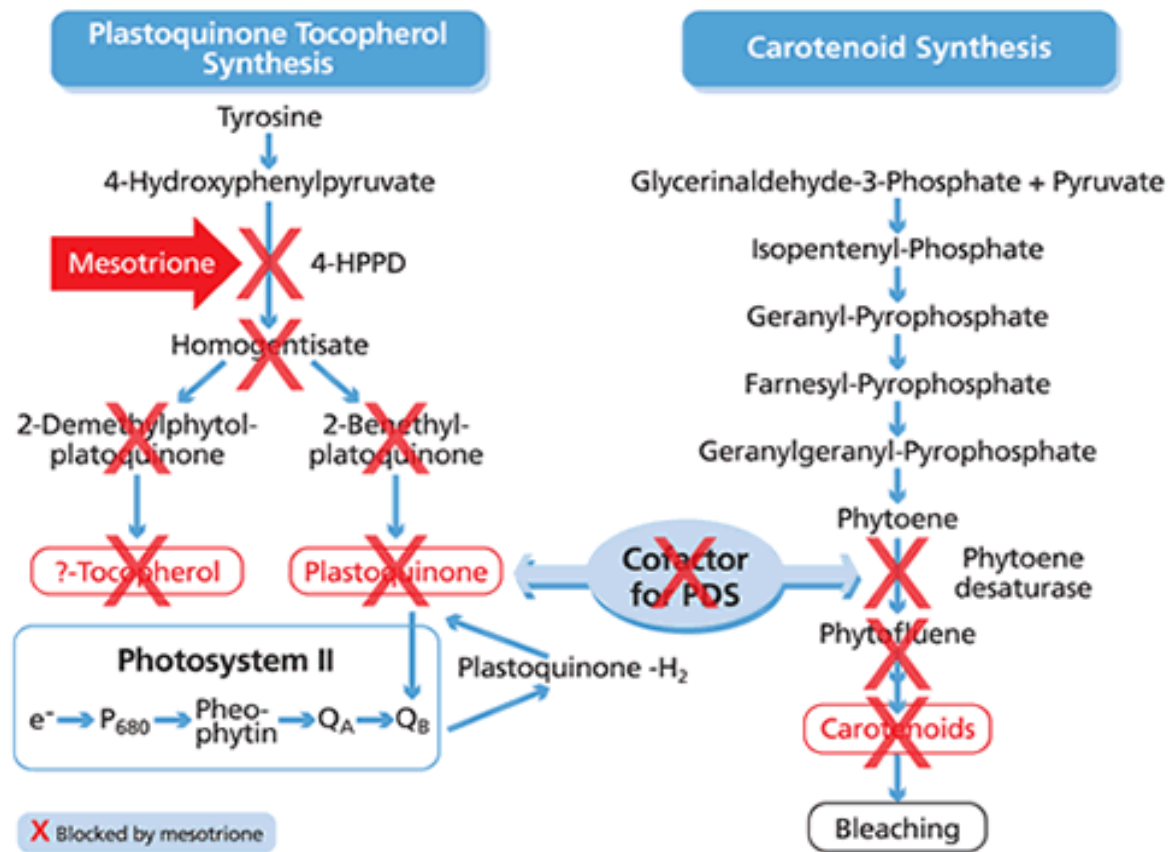 Plastoquinone Tocopherol
Synthesis
Tyrosine
4-Hydroxyphenylpyruvate
Mesotrione
4-HPPD
Homogentisate
2-Demethylphytol-
platoquinone
2-Benethyl-
platoquinone
?-Tocopherol
Plastoquinone
Cofactor
for PDS
Photosystem II
e⁻
P₆₈₀
Pheo-
phytin
Q_A
Q_B
Plastoquinone -H₂
X Blocked by mesotrione
Carotenoid Synthesis
Glycerinaldehyde-3-Phosphate + Pyruvate
Isopentenyl-Phosphate
Geranyl-Pyrophosphate
Farnesyl-Pyrophosphate
Geranylgeranyl-Pyrophosphate
Phytoene
Phytoene
desaturase
Phytofluene
Carotenoids
Bleaching